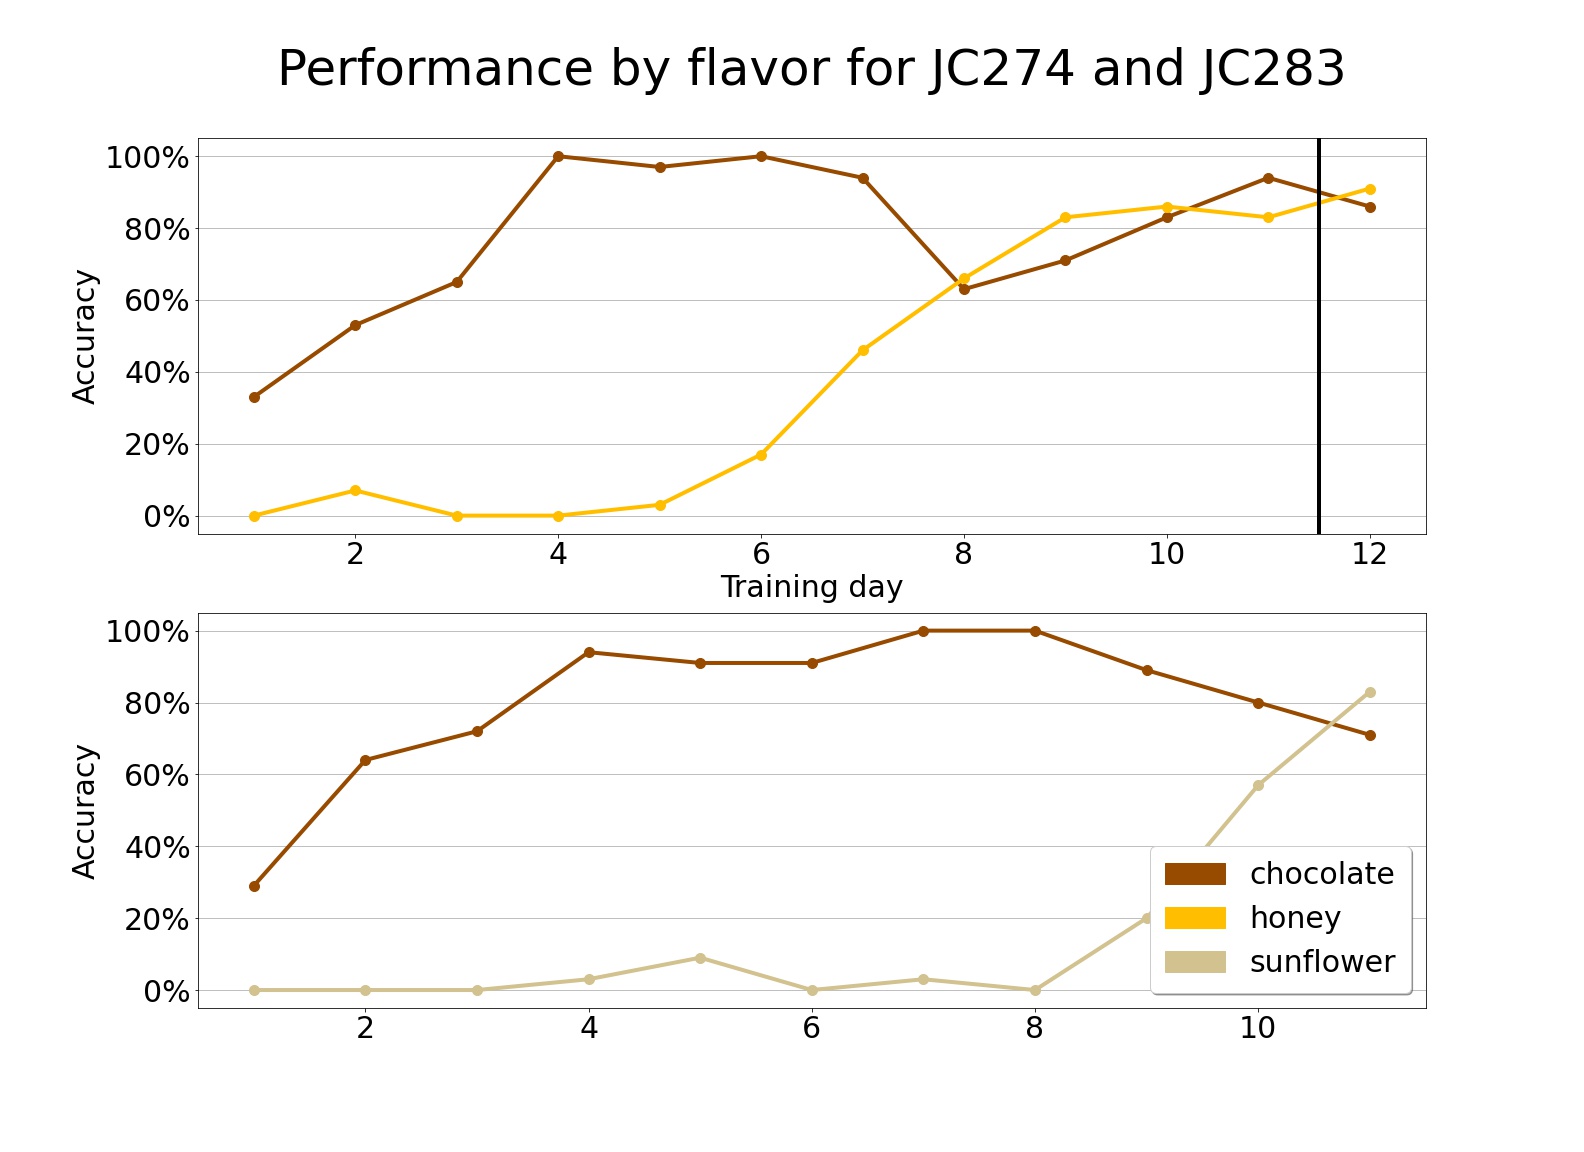 Performance by flavor for JC274 and JC283
100%
80%
60%
40%
20%
0%
Accuracy
2 4 6 8 10 12
Training day
100%
80%
60%
40%
20%
0%
Accuracy
chocolate
honey
sunflower
2 4 6 8 10